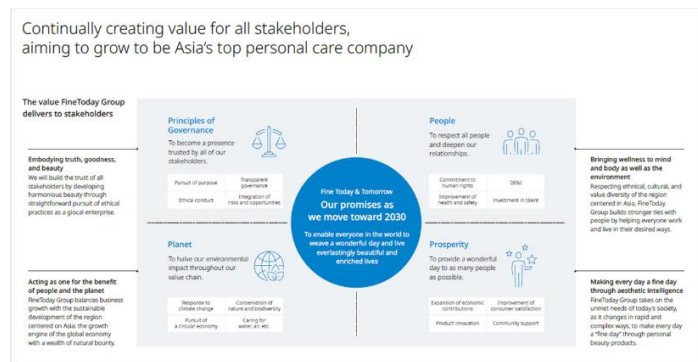 Continually creating value for all stakeholders,
aiming to grow to be Asia's top personal care company
The value FineToday Group
delivers to stakeholders
Embodying truth, goodness,
and beauty
We will build the trust of all
stakeholders by developing
harmonious beauty through
straightforward pursuit of ethical
practices as a glocal enterprise.
Acting as one for the benefit
of people and the planet
FineToday Group balances business
growth with the sustainable
development of the region
centered on Asia: the growth
engine of the global economy
with a wealth of natural bounty.
Principles of
Governance
To become a presence
trusted by all of our
stakeholders.
Pursuit of purpose
Transparent
governance
Ethical conduct
Integration of
risks and opportunities
People
To respect all people
and deepen our
relationships.
Commitment to
human rights
DE&I
Improvement of
health and safety
Investment in talent
Fine Today & Tomorrow
Our promises as
we move toward 2030
To enable everyone in the world to
weave a wonderful day and live
everlastingly beautiful and
enriched lives
Planet
To halve our environmental
impact throughout our
value chain.
Response to
climate change
Conservation of
nature and biodiversity
Pursuit of
a circular economy
Caring for
water, air, etc.
Prosperity
To provide a wonderful
day to as many people
as possible.
Expansion of economic
contributions
Improvement of
consumer satisfaction
Product innovation
Community support
Bringing wellness to mind
and body as well as the
environment
Respecting ethnical, cultural, and
value diversity of the region
centered in Asia, FineToday
Group builds stronger ties with
people by helping everyone work
and live in their desired ways.
Making every day a fine day
through aesthetic intelligence
FineToday Group takes on the
unmet needs of today's society,
as it changes in rapid and
complex ways, to make every day
a "fine day" through personal
beauty products.